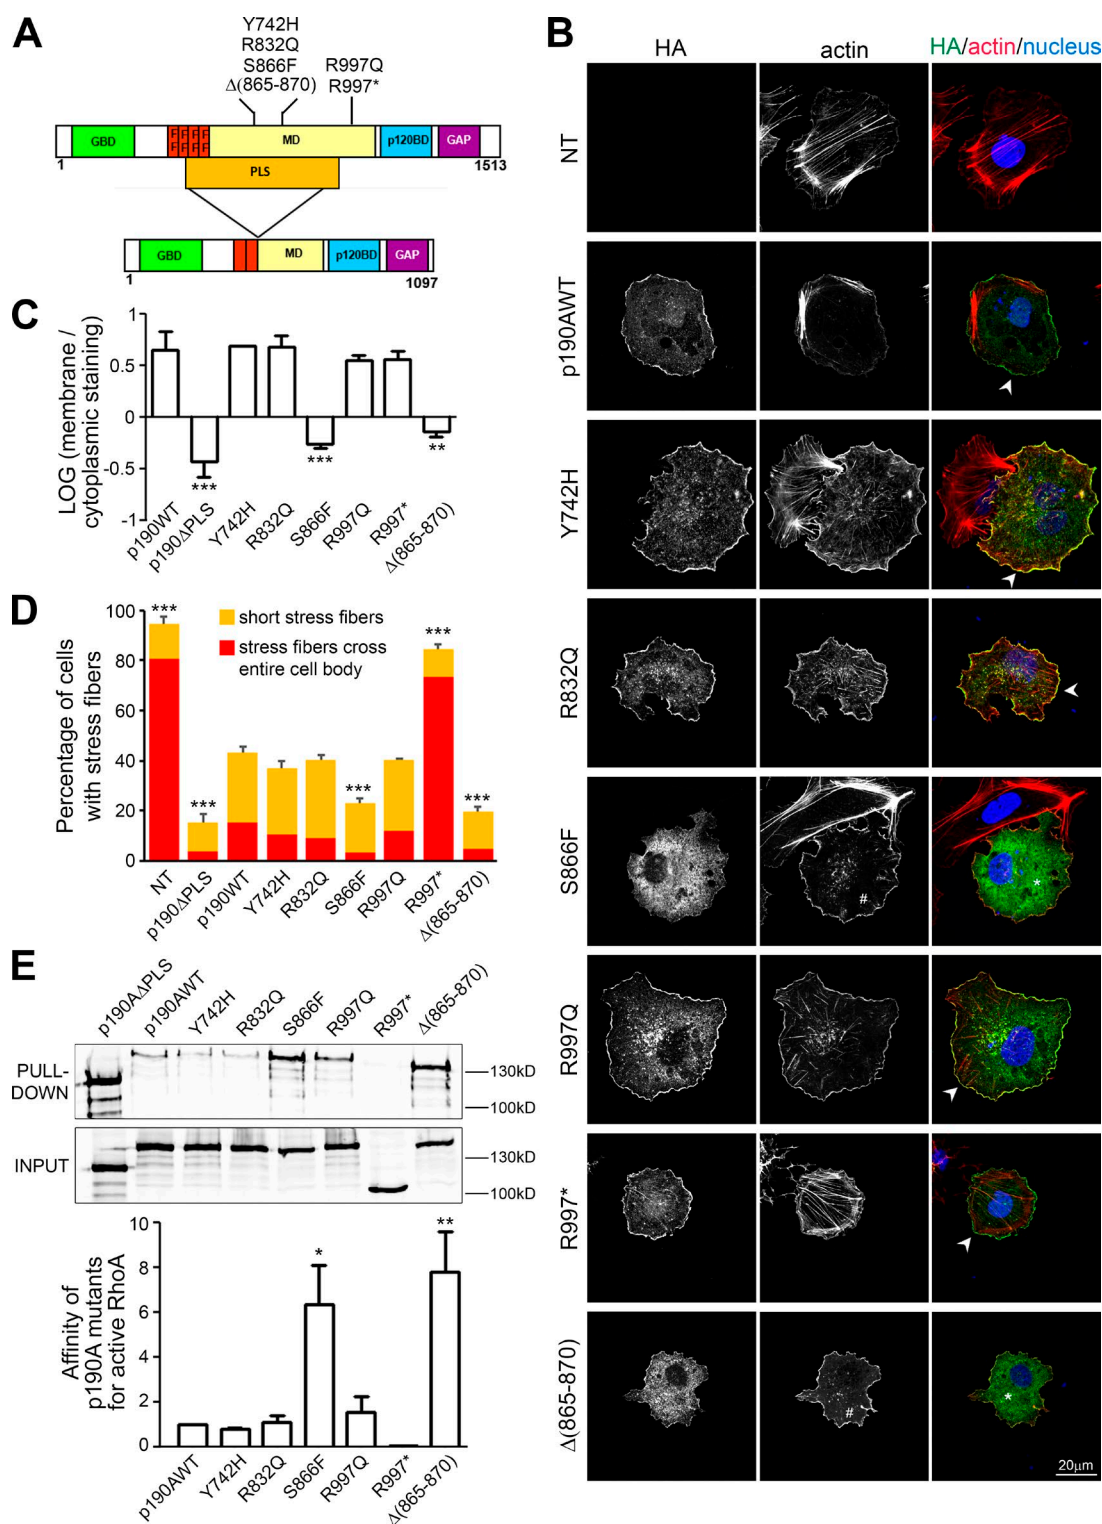 A
Y742H
R832Q
S866F
Δ(865-870)
R997Q
R997*
GBD
F F F F
F F F F
MD
p120BD
GAP
1
1513
PLS
GBD
MD
p120BD
GAP
1
1097
B
HA
actin
HA/actin/nucleus
NT
p190AWT
Y742H
R832Q
S866F
#
*
R997Q
R997*
Δ(865-870)
#
*
20µm
C
LOG (membrane /
cytoplasmic staining)
1
0.5
0
-0.5
-1
***
***
**
p190WT
p190ΔPLS
Y742H
R832Q
S866F
R997Q
R997*
Δ(865-870)
D
Percentage of cells
with stress fibers
100
80
60
40
20
0
short stress fibers
stress fibers cross
entire cell body
***
***
***
***
***
NT
p190ΔPLS
p190WT
Y742H
R832Q
S866F
R997Q
R997*
Δ(865-870)
E
p190AΔPLS
p190AWT
Y742H
R832Q
S866F
R997Q
R997*
Δ(865-870)
PULL-
DOWN
130kD
100kD
INPUT
130kD
100kD
Affinity of
p190A mutants
for active RhoA
10
8
6
4
2
0
*
**
p190AWT
Y742H
R832Q
S866F
R997Q
R997*
Δ(865-870)